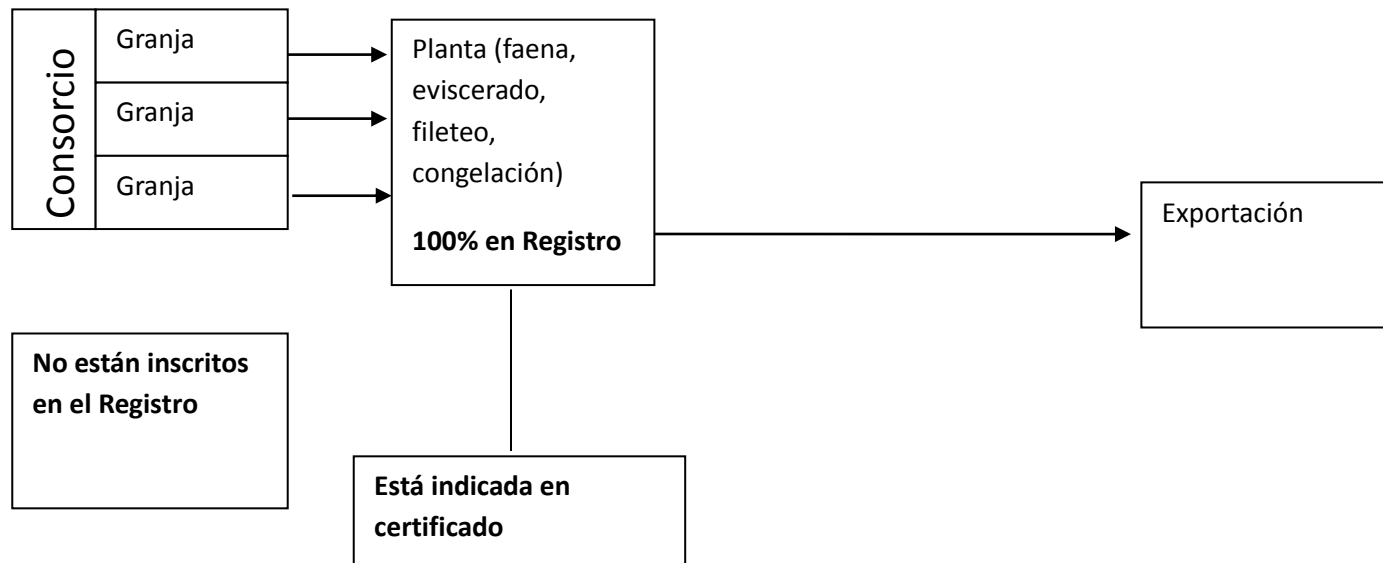 Consorcio
Granja
Granja
Granja
Planta (faena,
eviscerado,
fileteo,
congelación)
100% en Registro
Exportación
No están inscritos
en el Registro
Está indicada en
certificado